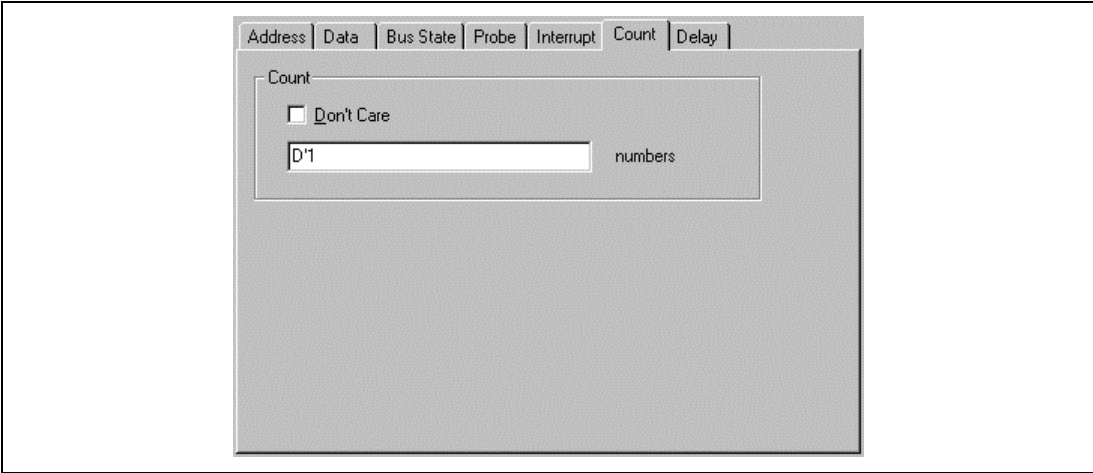 Address Data Bus State Probe Interrupt Count Delay
Count
Don't Care
D'1 numbers